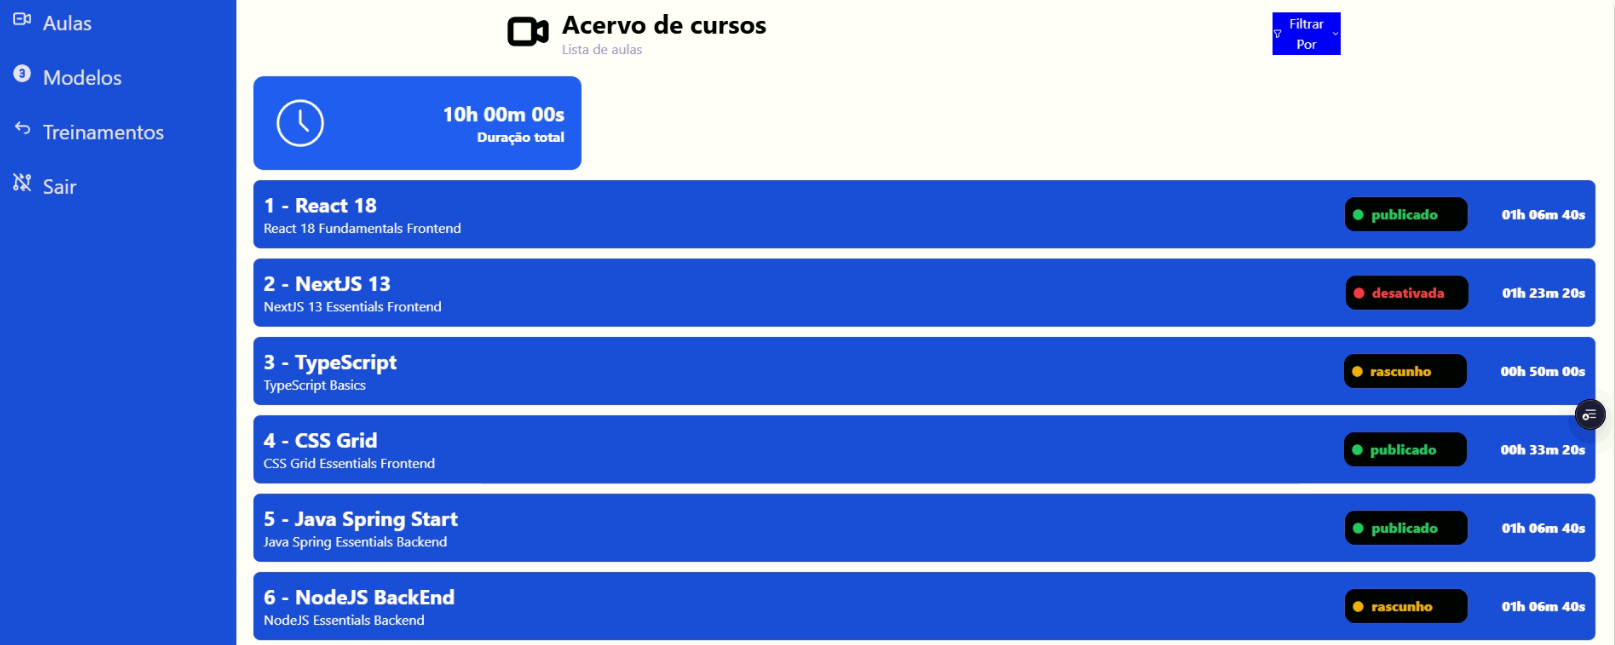 Aulas
3 Modelos
Treinamentos
Sair
Acervo de cursos
Lista de aulas
Filtrar
Por
10h 00m 00s
Duração total
1 - React 18
React 18 Fundamentals Frontend
publicado
01h 06m 40s
2 - NextJS 13
NextJS 13 Essentials Frontend
desativada
01h 23m 20s
3 - TypeScript
TypeScript Basics
rascunho
00h 50m 00s
4 - CSS Grid
CSS Grid Essentials Frontend
publicado
00h 33m 20s
5 - Java Spring Start
Java Spring Essentials Backend
publicado
01h 06m 40s
6 - NodeJS BackEnd
NodeJS Essentials Backend
rascunho
01h 06m 40s